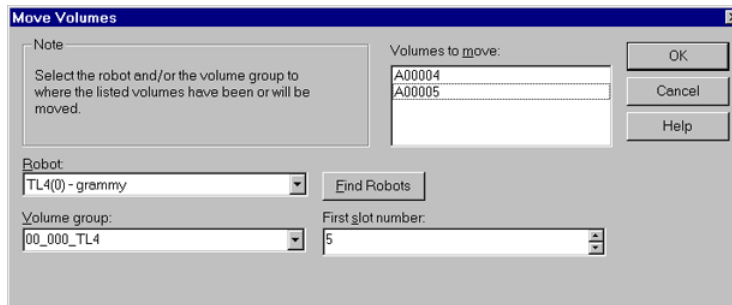 Move Volumes
Note
Select the robot and/or the volume group to
where the listed volumes have been or will be
moved.
Volumes to move:
A00004
A00005
OK
Cancel
Help
Robot:
TL4(0) - grammy
Find Robots
Volume group:
00_000_TL4
First slot number:
5